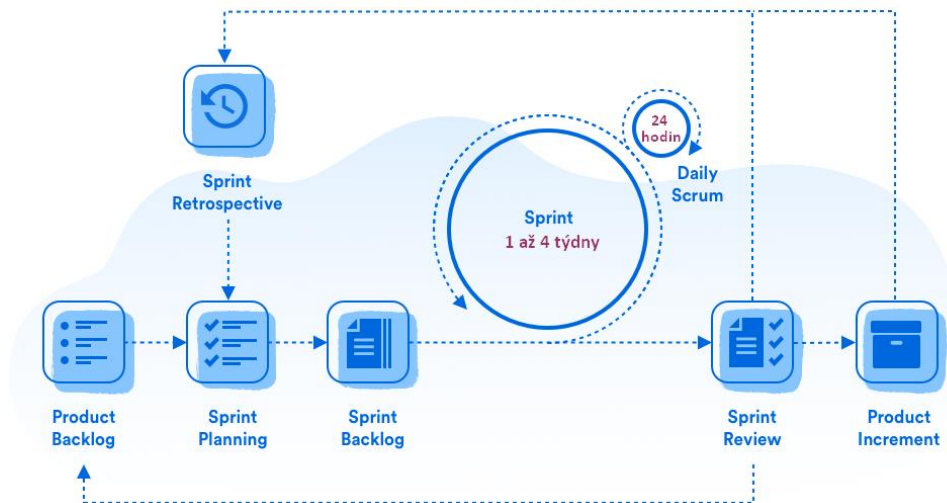 Sprint
Retrospective
24
hodin
Daily
Scrum
Sprint
1 až 4 týdny
Product
Backlog
Sprint
Planning
Sprint
Backlog
Sprint
Review
Product
Increment